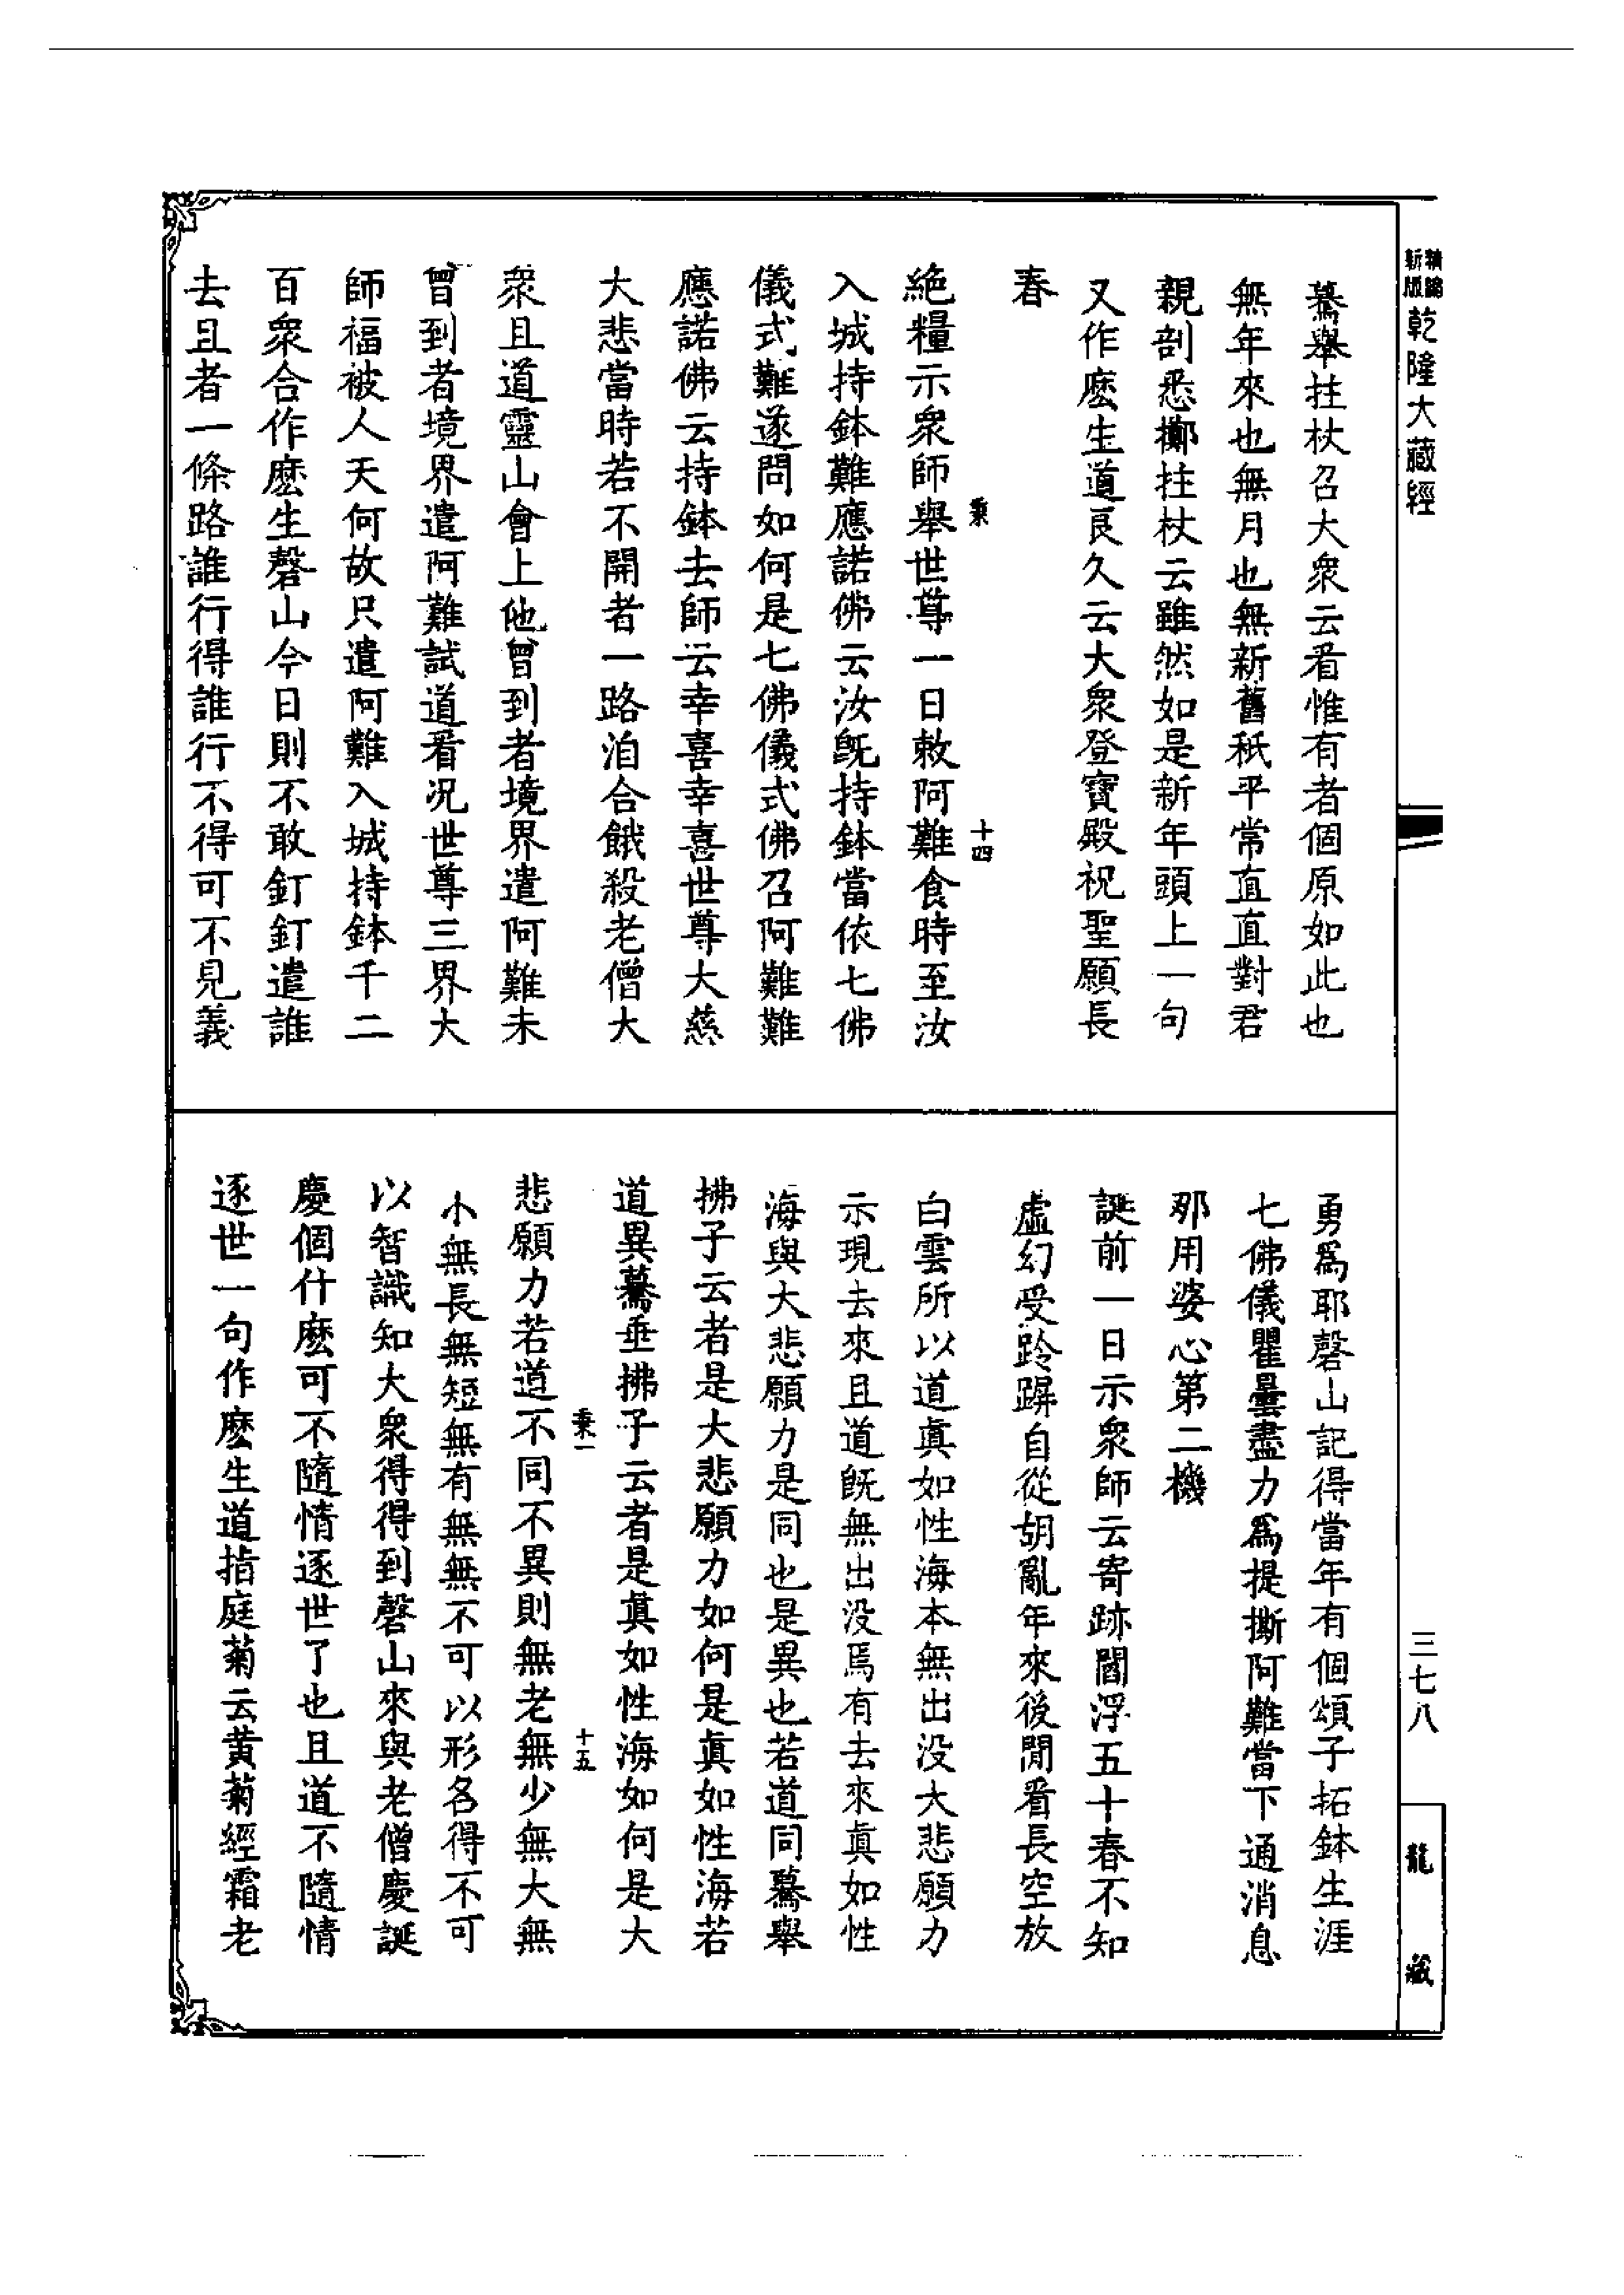 新版精縮乾隆大藏經
驀舉拄杖召大衆云看惟有者個原如此也
無年來也無月也無新舊秖平常直直對君
親剖悉擲拄杖云雖然如是新年頭上一句
又作麽生道良久云大衆登寶殿祝聖願長
春
絶糧示衆師舉世尊一日敕阿難食時至汝
秉
十四
入城持鉢難應諾佛云汝旣持鉢當依七佛
儀式難遂問如何是七佛儀式佛召阿難難
應諾佛云持鉢去師云幸喜幸喜世尊大慈
大悲當時若不開者一路洎合餓殺老僧大
衆且道靈山會上他曾到者境界遣阿難未
曾到者境界遣阿難試道看況世尊三界大
師福被人天何故只遣阿難入城持鉢千二
百衆合作麽生磬山今日則不敢釘釘遣誰
去且者一條路誰行得誰行不得可不見義
勇爲耶磬山記得當年有個頌子拓鉢生涯
七佛儀瞿曇盡力爲提撕阿難當下通消息
那用婆心第二機
誕前一日示衆師云寄跡閻浮五十春不知
虛幻受跉跰自從胡亂年來後閒看長空放
白雲所以道眞如性海本無出没大悲願力
示現去來且道旣無出没焉有去來眞如性
海與大悲願力是同也是異也若道同驀舉
拂子云者是大悲願力如何是眞如性海若
道異驀垂拂子云者是眞如性海如何是大
秉一
十五
悲願力若道不同不異則無老無少無大無
小無長無短無有無無不可以形名得不可
以智識知大衆得得到磬山來與老僧慶誕
慶個什麽可不隨情逐世了也且道不隨情
逐世一句作麽生道指庭菊云黃菊經霜老
三七八
龍藏